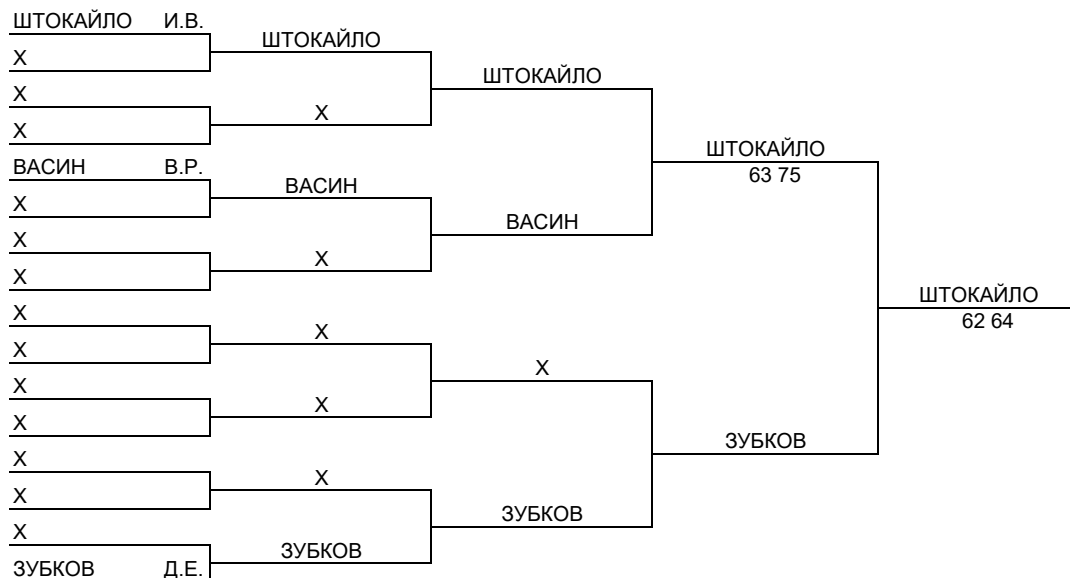 ШТОКАЙЛО И.В.
X
X
X
ВАСИН В.Р.
X
X
X
X
X
X
X
X
X
X
ЗУБКОВ Д.Е.
ШТОКАЙЛО
X
ВАСИН
X
X
X
X
ЗУБКОВ
ШТОКАЙЛО
ВАСИН
X
ЗУБКОВ
ШТОКАЙЛО
63 75
ЗУБКОВ
ШТОКАЙЛО
62 64